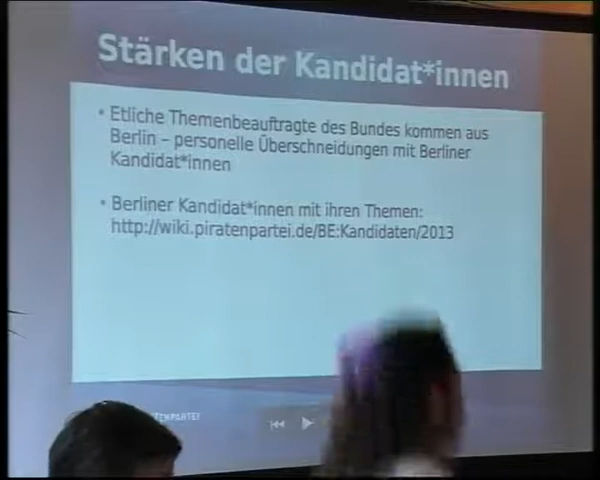 Stärken der Kandidat*innen
• Etliche Themenbeauftragte des Bundes kommen aus
Berlin – personelle Überschneidungen mit Berliner
Kandidat*innen
• Berliner Kandidat*innen mit ihren Themen:
http://wiki.piratenpartei.de/BE:Kandidaten/2013